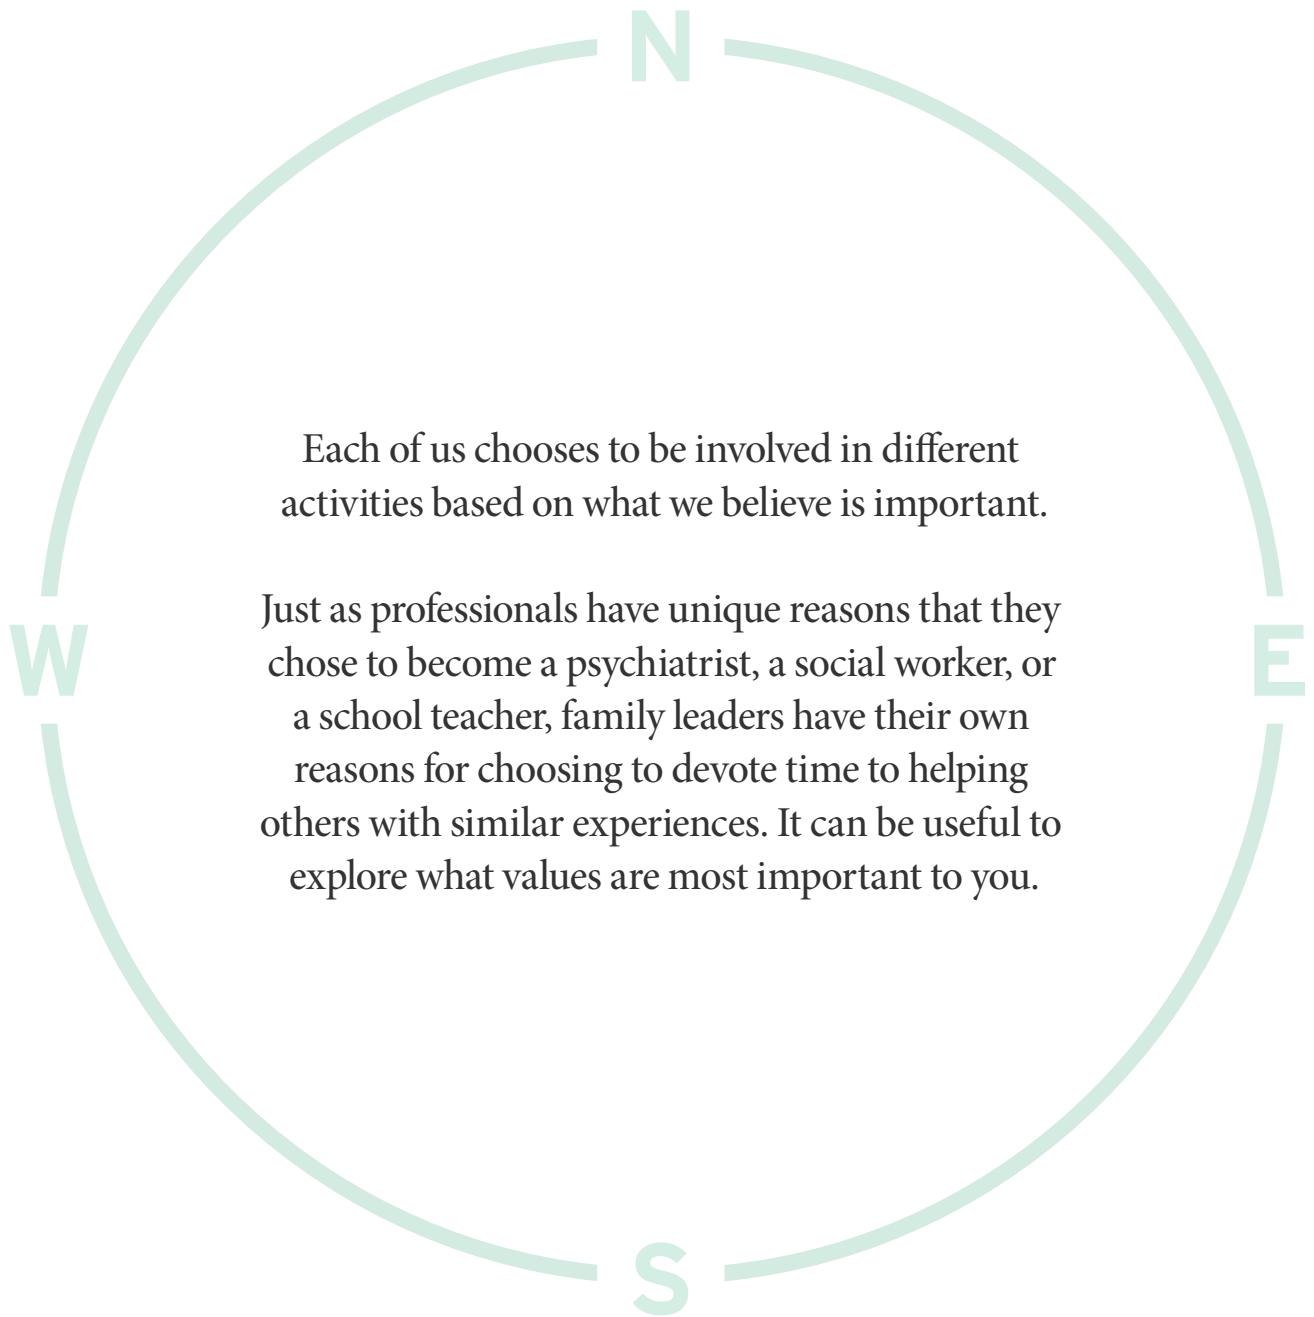 N
Each of us chooses to be involved in different
activities based on what we believe is important.
Just as professionals have unique reasons that they
chose to become a psychiatrist, a social worker, or
W
E
a school teacher, family leaders have their own
reasons for choosing to devote time to helping
others with similar experiences. It can be useful to
explore what values are most important to you.
S